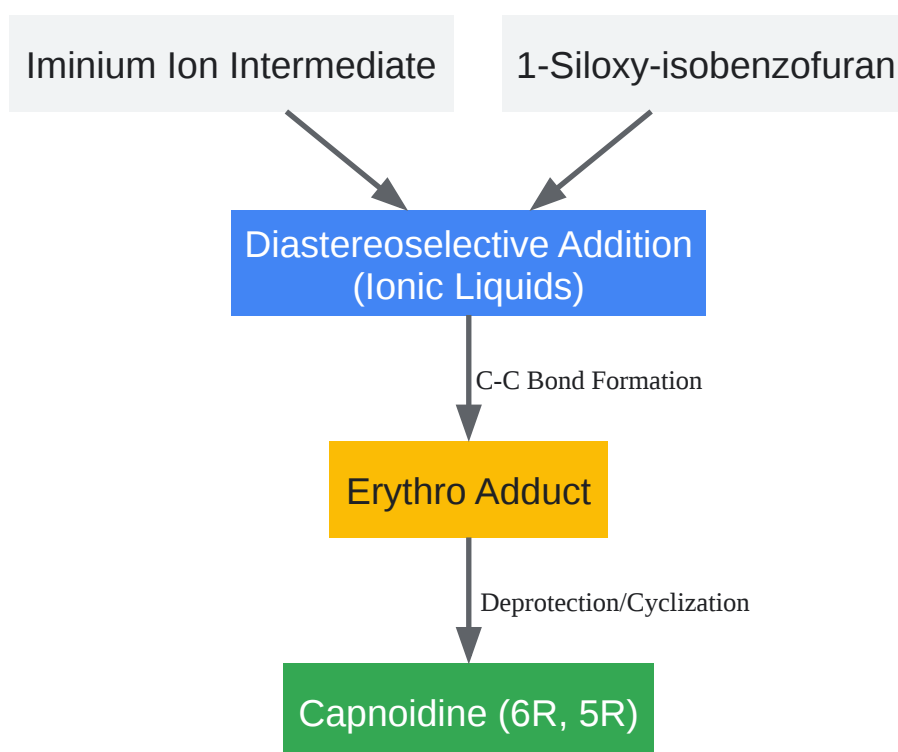 Iminium Ion Intermediate
1-Siloxy-isobenzofuran
Diastereoselective Addition
(Ionic Liquids)
C-C Bond Formation
Erythro Adduct
Deprotection/Cyclization
Capnoidine (6R, 5R)